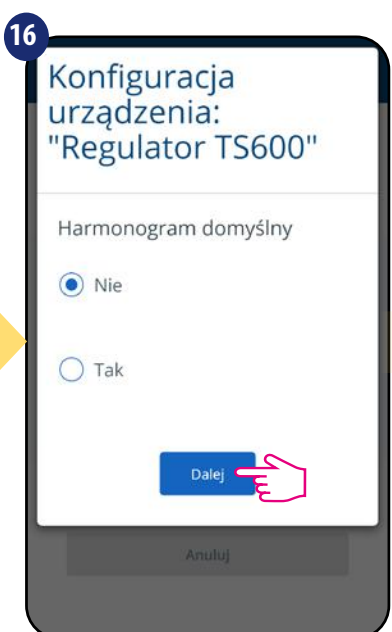 16
Konfiguracja
urządzenia:
"Regulator TS600"
Harmonogram domyślny
Nie
Tak
Dalej
Anuluj